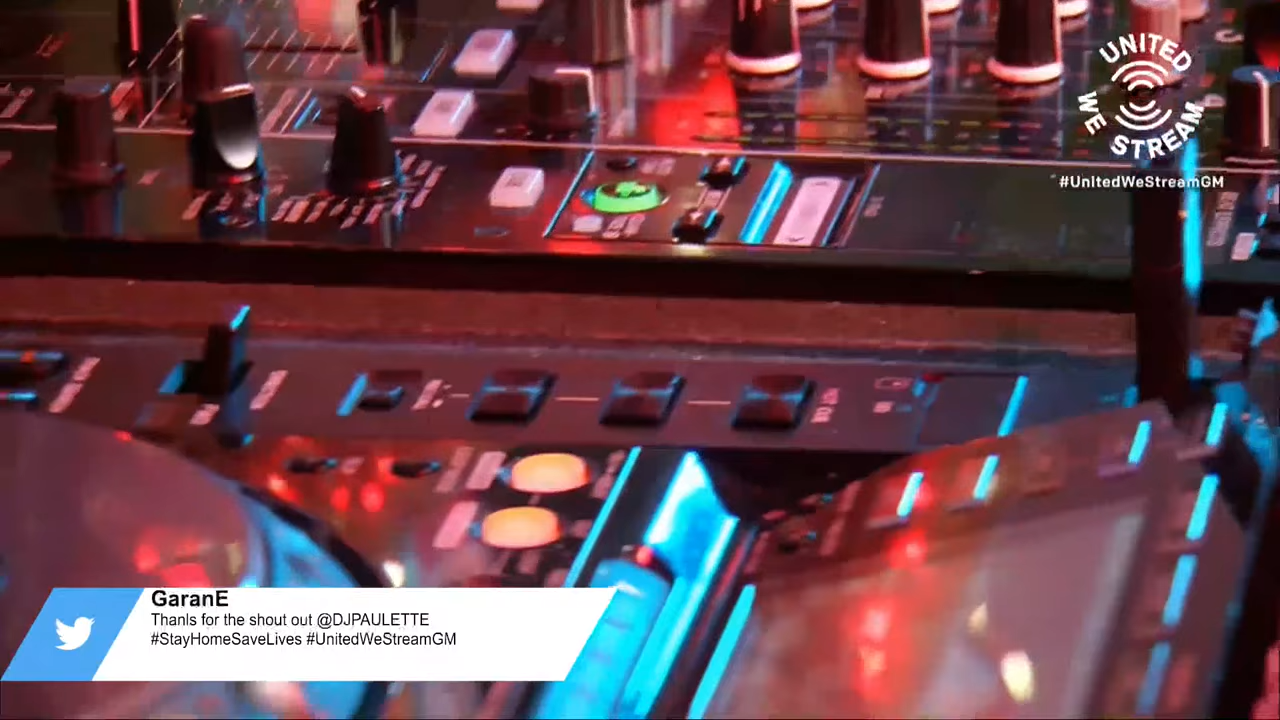 UNITED
WE STREAM
#UnitedWeStreamGM
GaranE
Thanls for the shout out @DJPAULETTE
#StayHomeSaveLives #UnitedWeStreamGM